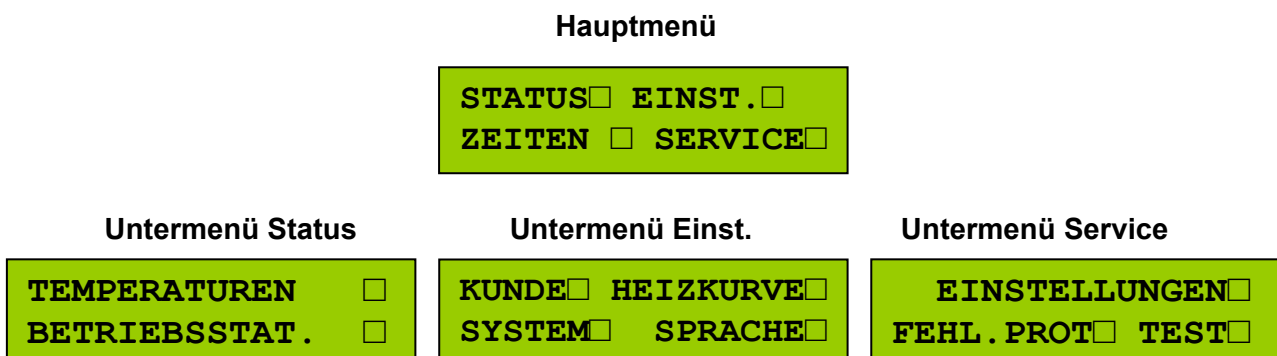 Hauptmenü
STATUS□ EINST.□
ZEITEN □ SERVICE□
Untermenü Status
TEMPERATUREN □
BETRIEBSSTAT. □
Untermenü Einst.
KUNDE□ HEIZKURVE□
SYSTEM□ SPRACHE□
Untermenü Service
EINSTELLUNGEN□
FEHL.PROT□ TEST□